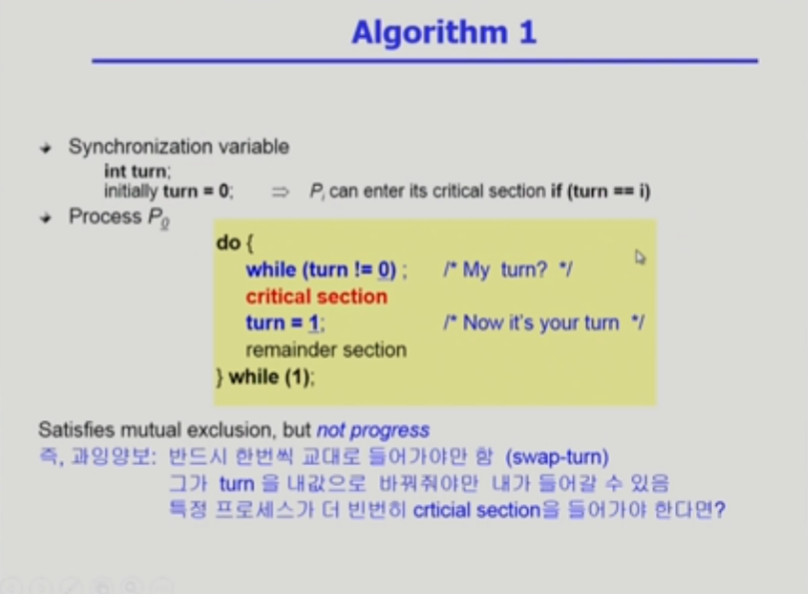 Algorithm 1
Synchronization variable
int turn;
initially turn = 0; ⇒ Pi can enter its critical section if (turn == i)
Process P0
do {
while (turn != 0) ; /* My turn? */
critical section
turn = 1; /* Now it's your turn */
remainder section
} while (1);
Satisfies mutual exclusion, but not progress
즉, 과잉양보: 반드시 한번씩 교대로 들어가야만 함 (swap-turn)
그가 turn 을 내값으로 바꿔줘야만 내가 들어갈 수 있음
특정 프로세스가 더 빈번히 crticial section을 들어가야 한다면?